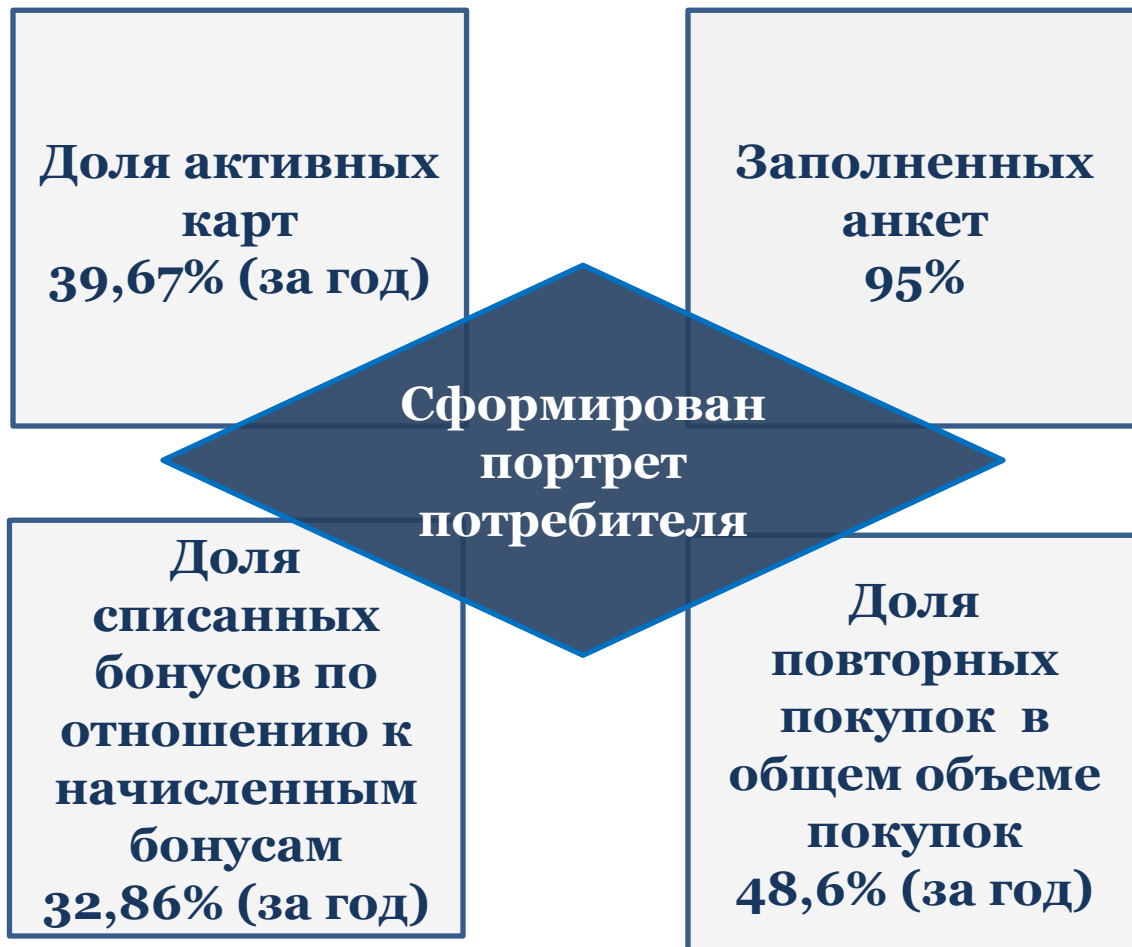 Доля активных
карт
39,67% (за год)
Заполненных
анкет
95%
Сформирован
портрет
потребителя
Доля
списанных
бонусов по
отношению к
начисленным
бонусам
32,86% (за год)
Доля
повторных
покупок в
общем объеме
покупок
48,6% (за год)